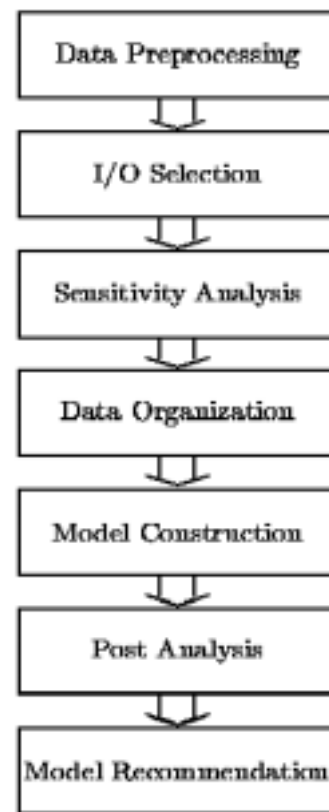 Data Preprocessing
I/O Selection
Sensitivity Analysis
Data Organization
Model Construction
Post Analysis
Model Recommendation